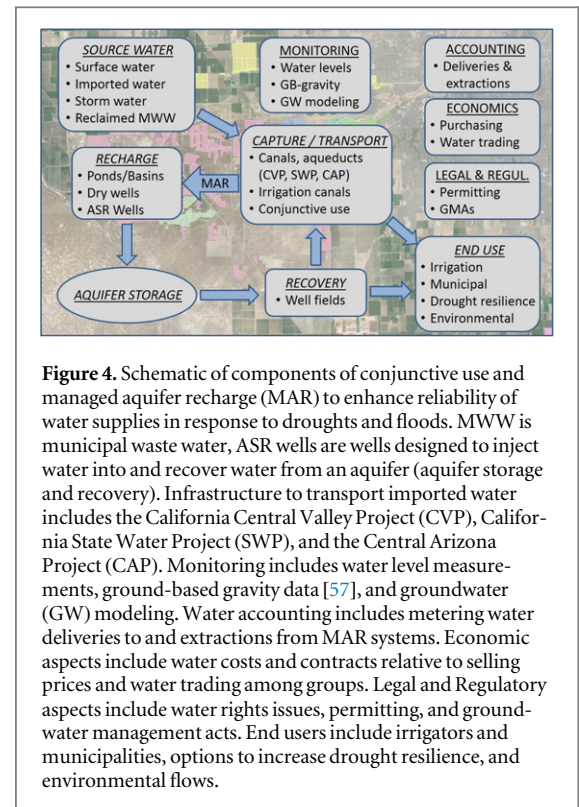 SOURCE WATER
• Surface water
• Imported water
• Storm water
• Reclaimed MWW
MONITORING
• Water levels
• GB-gravity
• GW modeling
ACCOUNTING
• Deliveries &
extractions
ECONOMICS
• Purchasing
• Water trading
RECHARGE
• Ponds/Basins
• Dry wells
• ASR Wells
MAR
CAPTURE / TRANSPORT
• Canals, aqueducts
(CVP, SWP, CAP)
• Irrigation canals
• Conjunctive use
LEGAL & REGUL.
• Permitting
• GMAs
AQUIFER STORAGE
RECOVERY
• Well fields
END USE
• Irrigation
• Municipal
• Drought resilience
• Environmental
Figure 4. Schematic of components of conjunctive use and
managed aquifer recharge (MAR) to enhance reliability of
water supplies in response to droughts and floods. MWW is
municipal waste water, ASR wells are wells designed to inject
water into and recover water from an aquifer (aquifer storage
and recovery). Infrastructure to transport imported water
includes the California Central Valley Project (CVP), Califor-
nia State Water Project (SWP), and the Central Arizona
Project (CAP). Monitoring includes water level measure-
ments, ground-based gravity data [57], and groundwater
(GW) modeling. Water accounting includes metering water
deliveries to and extractions from MAR systems. Economic
aspects include water costs and contracts relative to selling
prices and water trading among groups. Legal and Regulatory
aspects include water rights issues, permitting, and ground-
water management acts. End users include irrigators and
municipalities, options to increase drought resilience, and
environmental flows.